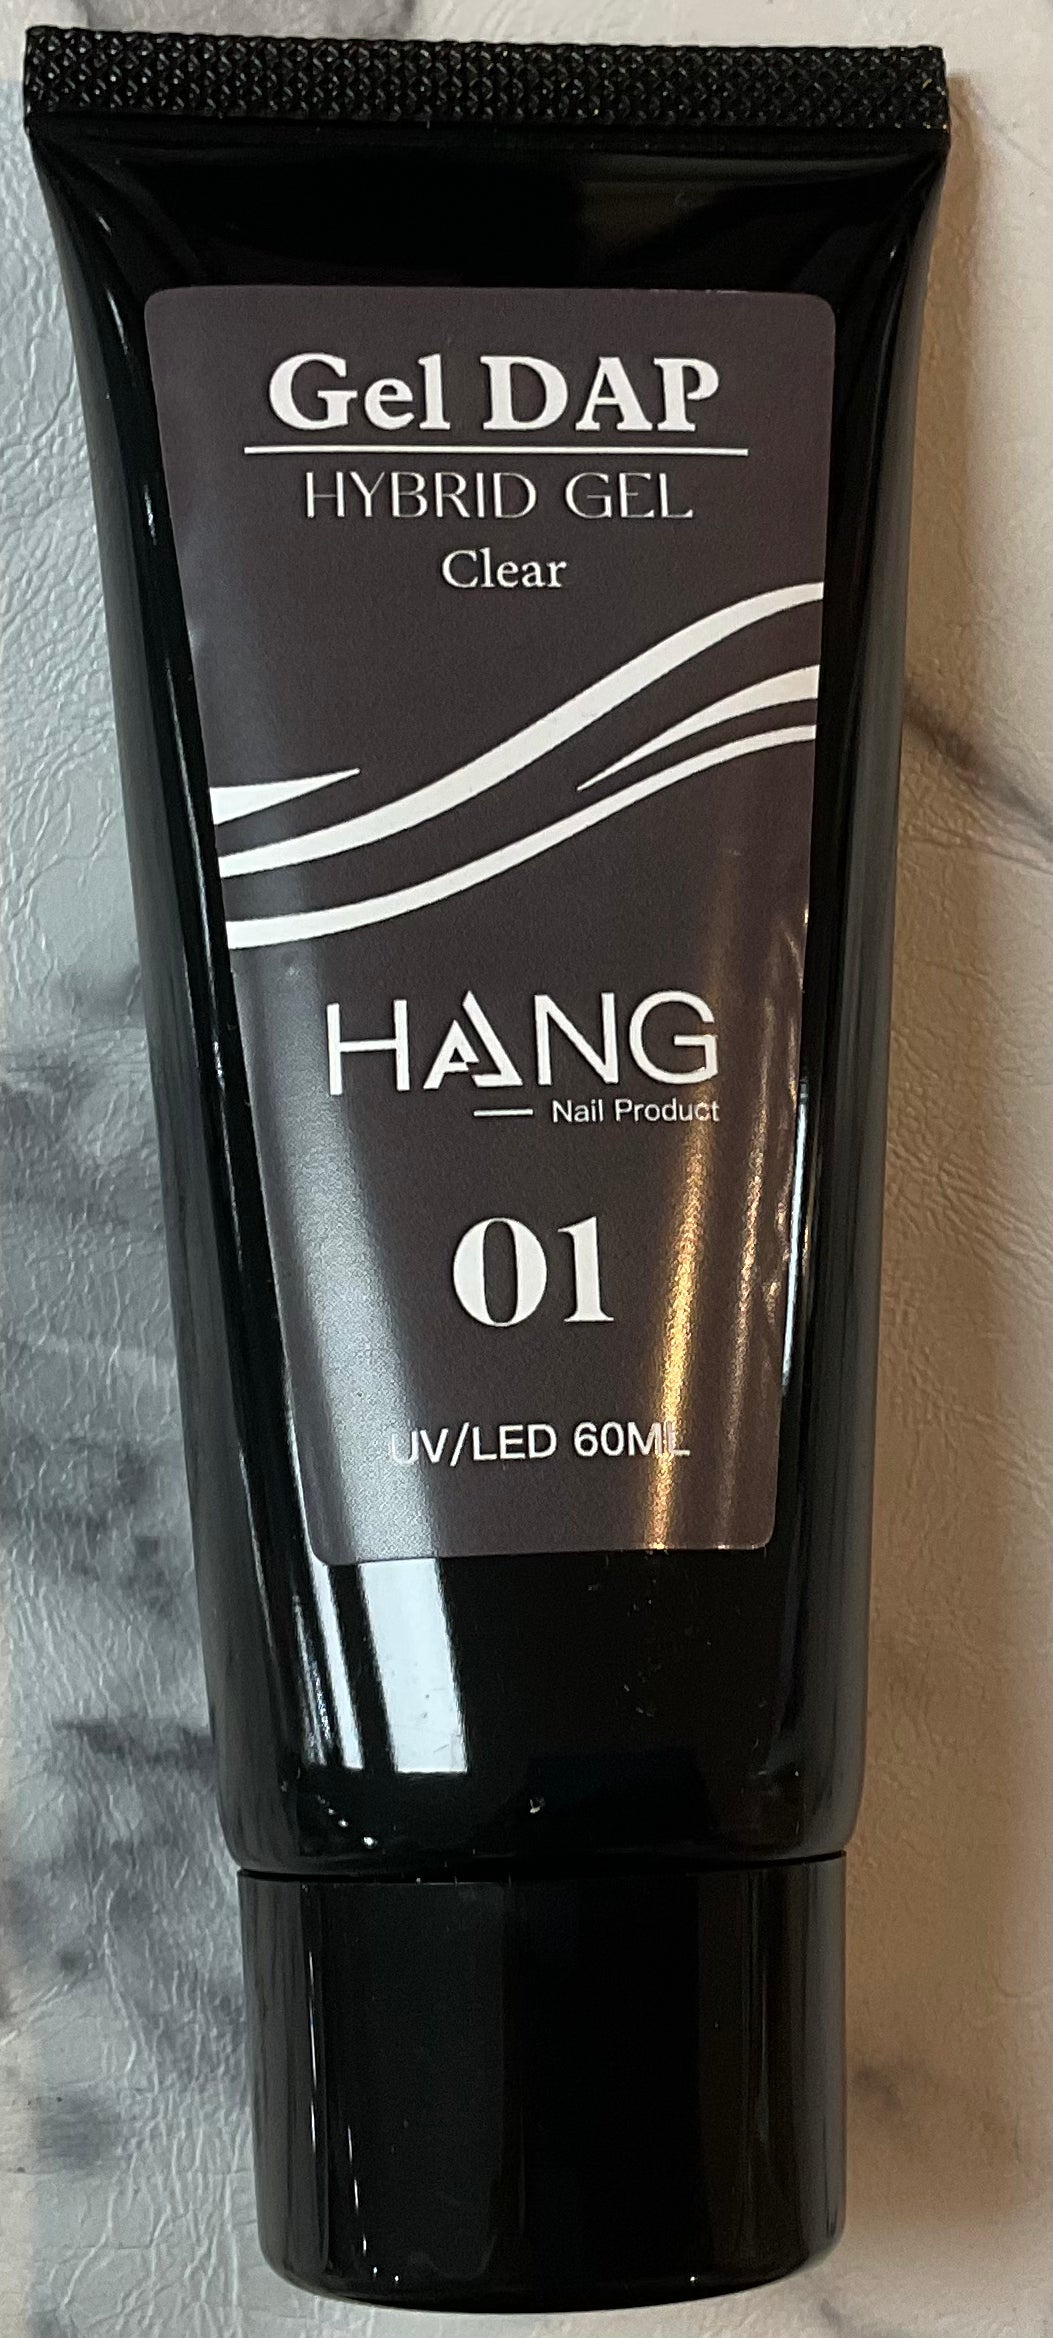 Gel DAP
HYBRID GEL
Clear
HANG
Nail Product
01
UV/LED 60ML